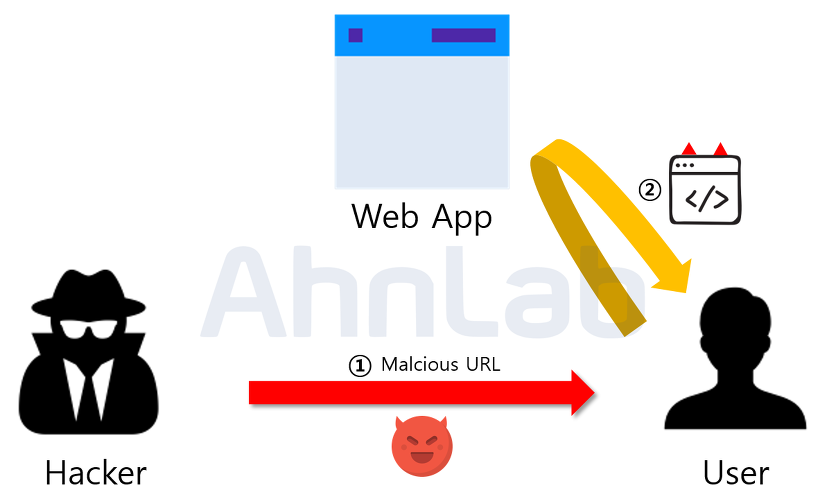 Web App
②
</>
AhnLab
① Malcious URL
Hacker
User